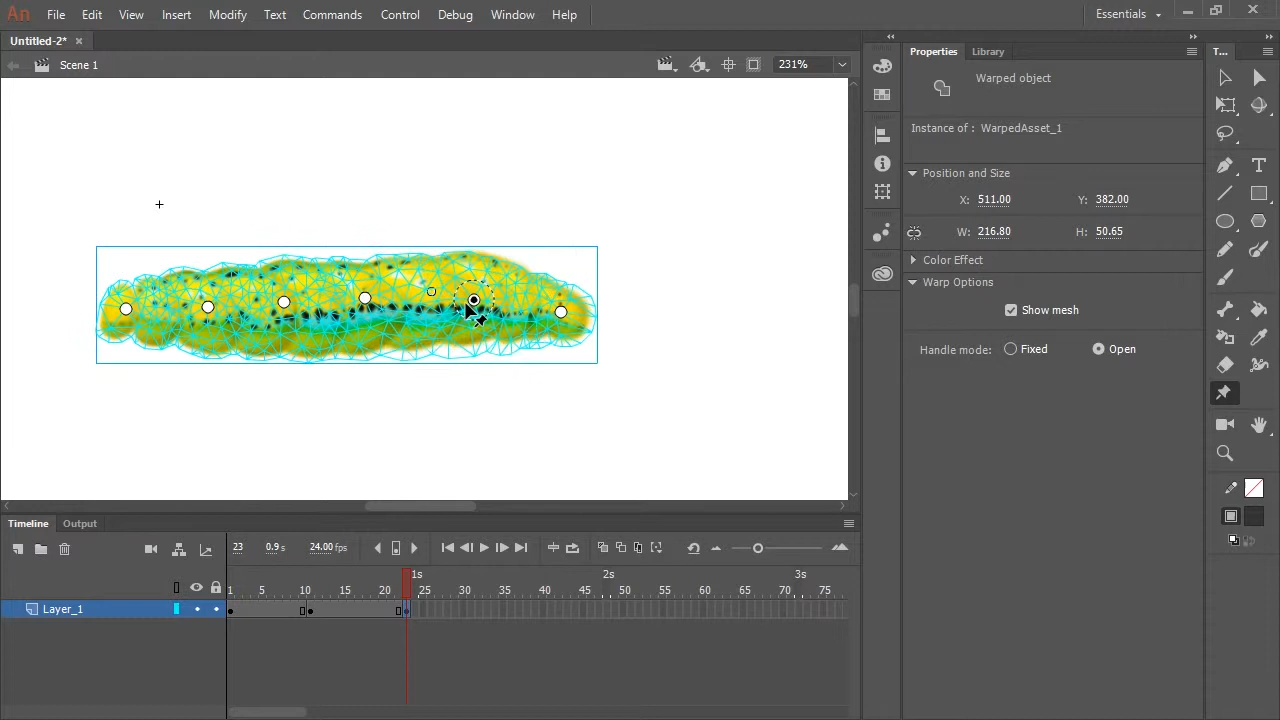 An File Edit View Insert Modify Text Commands Control Debug Window Help Essentials
Untitled-2* ×
Scene 1 231%
Properties Library T...
Warped object
Instance of : WarpedAsset_1
Position and Size
X: 511.00 Y: 382.00
W: 216.80 H: 50.65
Color Effect
Warp Options
Show mesh
Handle mode: Fixed Open
Timeline Output
23 0.9 s 24.00 fps
1s 2s 3s
1 5 10 15 20 25 30 35 40 45 50 55 60 65 70 75
Layer_1